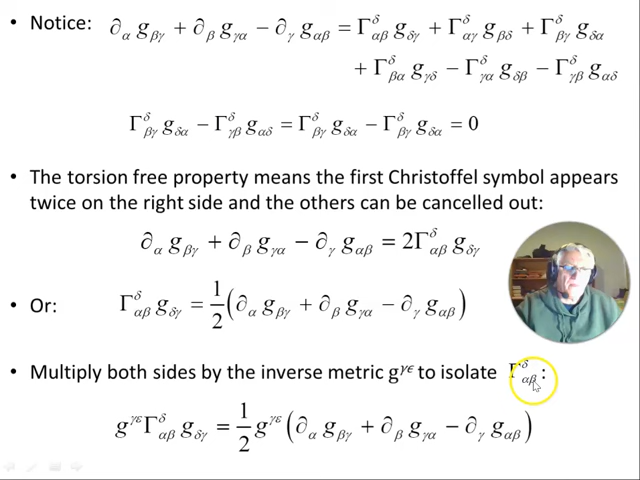 • Notice: ∂_α g_βγ + ∂_β g_γα − ∂_γ g_αβ = Γ^δ_αβ g_δγ + Γ^δ_αγ g_βδ + Γ^δ_βγ g_δα
+ Γ^δ_βα g_γδ − Γ^δ_γα g_δβ − Γ^δ_γβ g_αδ
Γ^δ_βγ g_δα − Γ^δ_γβ g_αδ = Γ^δ_βγ g_δα − Γ^δ_βγ g_δα = 0
• The torsion free property means the first Christoffel symbol appears
twice on the right side and the others can be cancelled out:
∂_α g_βγ + ∂_β g_γα − ∂_γ g_αβ = 2Γ^δ_αβ g_δγ
• Or: Γ^δ_αβ g_δγ = 1/2 (∂_α g_βγ + ∂_β g_γα − ∂_γ g_αβ)
• Multiply both sides by the inverse metric g^γϵ to isolate Γ^δ_αβ :
g^γε Γ^δ_αβ g_δγ = 1/2 g^γε (∂_α g_βγ + ∂_β g_γα − ∂_γ g_αβ)